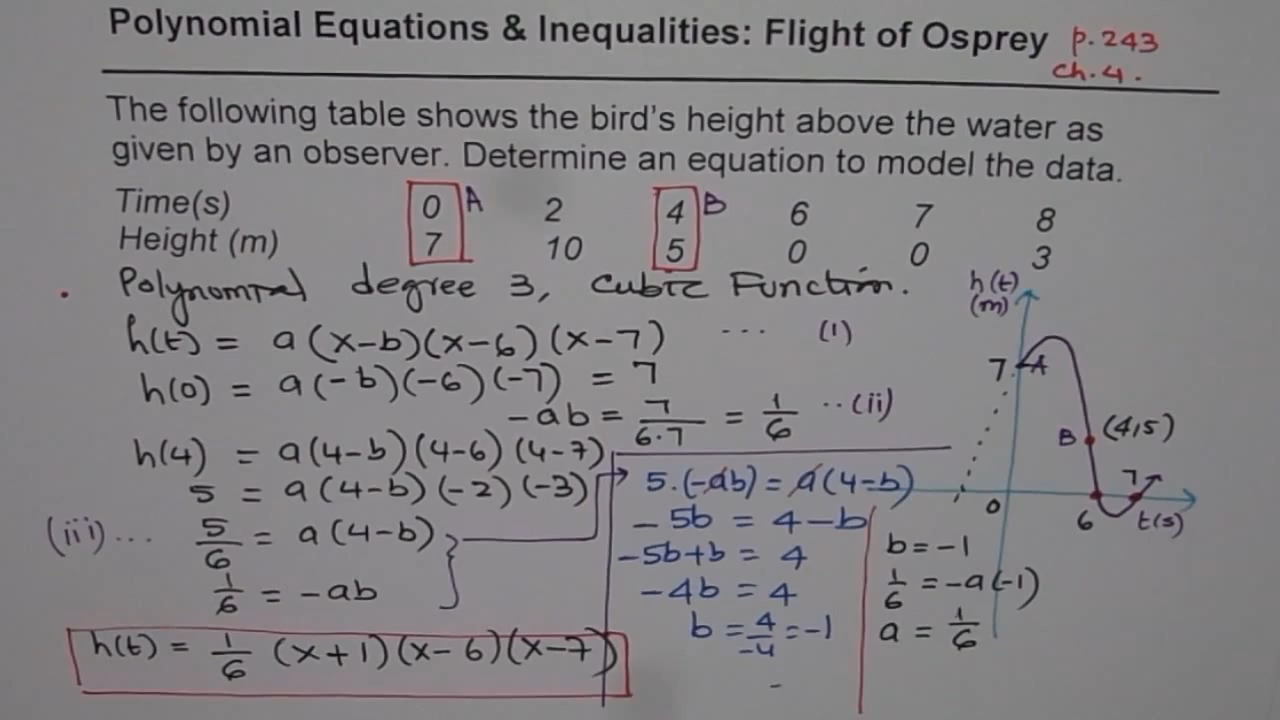 Polynomial Equations & Inequalities: Flight of Osprey p.243
ch.4.
The following table shows the bird's height above the water as
given by an observer. Determine an equation to model the data.
Time(s) 0 A 2 4 B 6 7 8
Height (m) 7 10 5 0 0 3
Polynomial degree 3, Cubic Function.
h(t) = a(x-b)(x-6)(x-7) ... (1)
h(0) = a(-b)(-6)(-7) = 7
-ab = 7/6.7 = 1/6 ..(ii)
h(4) = a(4-b)(4-6)(4-7)
5 = a(4-b)(-2)(-3)
(iii)... 5/6 = a(4-b)
1/6 = -ab
h(t) = 1/6 (x+1)(x-6)(x-7)
5.(-ab) = a(4-b)
-5b = 4-b
-5b+b = 4
-4b = 4
b = 4/-4 = -1
b = -1
1/6 = -a(-1)
a = 1/6
h(t)
(m)
7 A
B (4,5)
7
0 6 t(s)